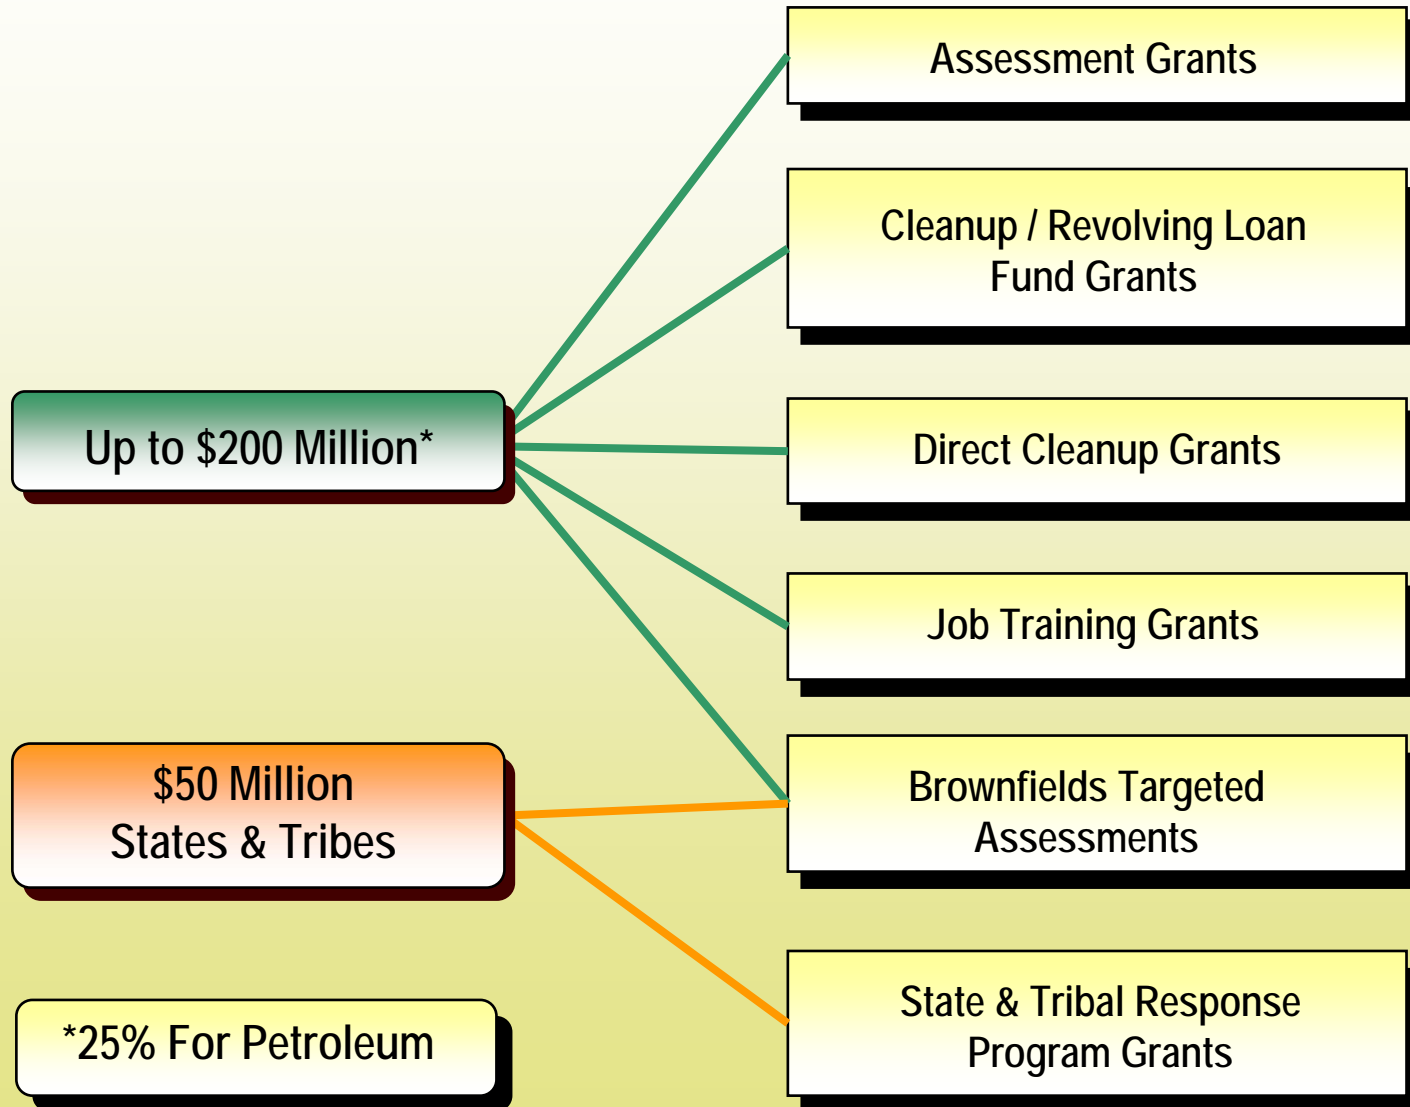 Up to $200 Million*
$50 Million
States & Tribes
*25% For Petroleum
Assessment Grants
Cleanup / Revolving Loan
Fund Grants
Direct Cleanup Grants
Job Training Grants
Brownfields Targeted
Assessments
State & Tribal Response
Program Grants